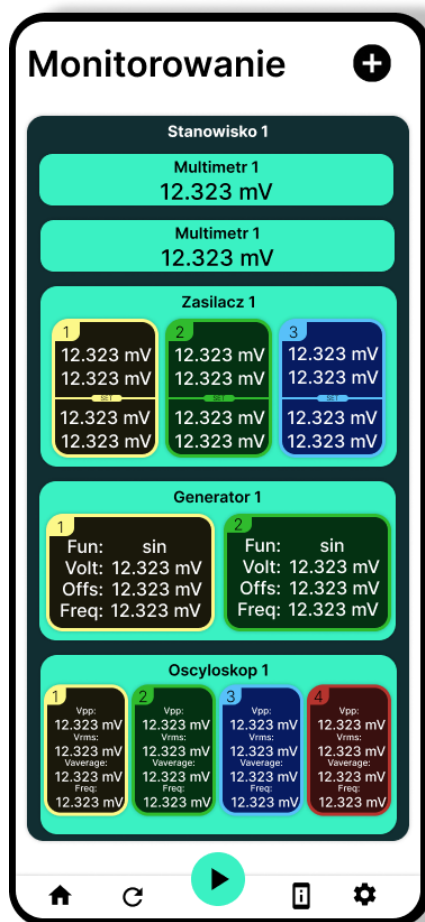 Monitorowanie
Stanowisko 1
Multimetr 1
12.323 mV
Multimetr 1
12.323 mV
Zasilacz 1
1
12.323 mV
12.323 mV
SET
12.323 mV
12.323 mV
2
12.323 mV
12.323 mV
SET
12.323 mV
12.323 mV
3
12.323 mV
12.323 mV
SET
12.323 mV
12.323 mV
Generator 1
1
Fun: sin
Volt: 12.323 mV
Offs: 12.323 mV
Freq: 12.323 mV
2
Fun: sin
Volt: 12.323 mV
Offs: 12.323 mV
Freq: 12.323 mV
Oscyloskop 1
1
Vpp:
12.323 mV
Vrms:
12.323 mV
Vaverage:
12.323 mV
Freq:
12.323 mV
2
Vpp:
12.323 mV
Vrms:
12.323 mV
Vaverage:
12.323 mV
Freq:
12.323 mV
3
Vpp:
12.323 mV
Vrms:
12.323 mV
Vaverage:
12.323 mV
Freq:
12.323 mV
4
Vpp:
12.323 mV
Vrms:
12.323 mV
Vaverage:
12.323 mV
Freq:
12.323 mV